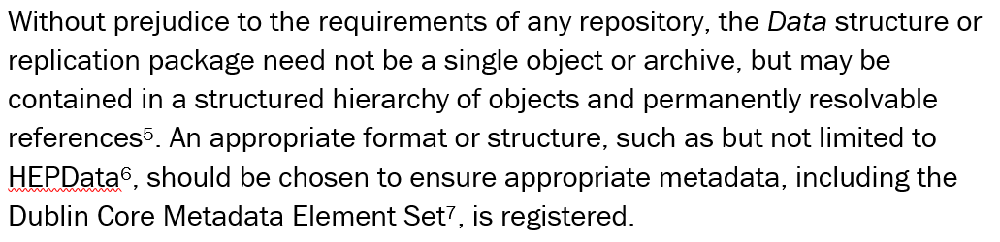 Without prejudice to the requirements of any repository, the Data structure or
replication package need not be a single object or archive, but may be
contained in a structured hierarchy of objects and permanently resolvable
references⁵. An appropriate format or structure, such as but not limited to
HEPData⁶, should be chosen to ensure appropriate metadata, including the
Dublin Core Metadata Element Set⁷, is registered.